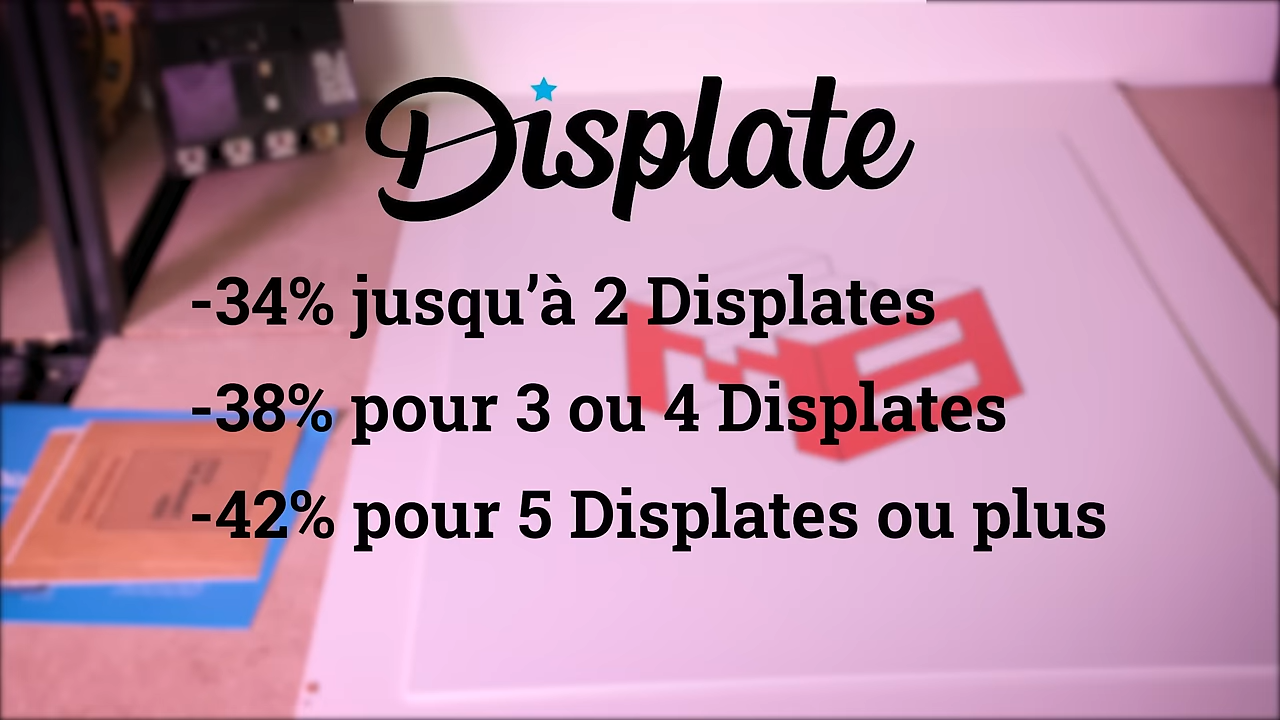 Displate
-34% jusqu’à 2 Displates
-38% pour 3 ou 4 Displates
-42% pour 5 Displates ou plus